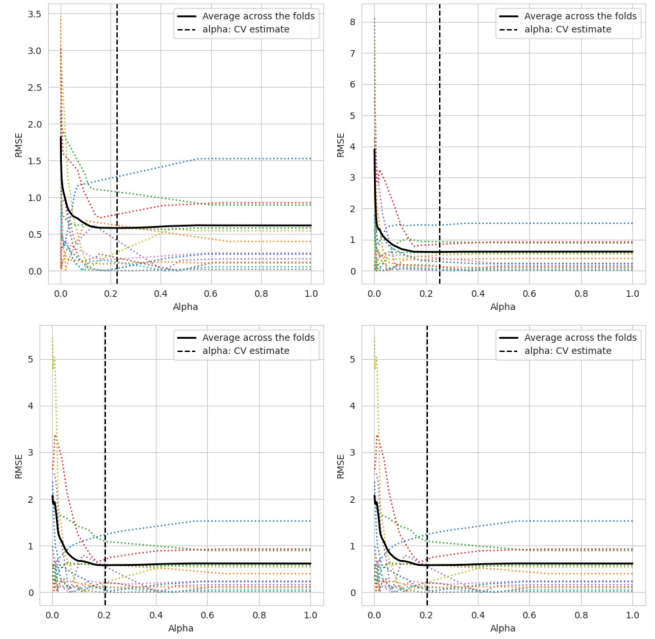 Average across the folds
alpha: CV estimate
3.5
3.0
2.5
2.0
1.5
1.0
0.5
0.0
RMSE
0.0 0.2 0.4 0.6 0.8 1.0
Alpha
Average across the folds
alpha: CV estimate
8
7
6
5
4
3
2
1
0
RMSE
0.0 0.2 0.4 0.6 0.8 1.0
Alpha
Average across the folds
alpha: CV estimate
5
4
3
2
1
0
RMSE
0.0 0.2 0.4 0.6 0.8 1.0
Alpha
Average across the folds
alpha: CV estimate
5
4
3
2
1
0
RMSE
0.0 0.2 0.4 0.6 0.8 1.0
Alpha